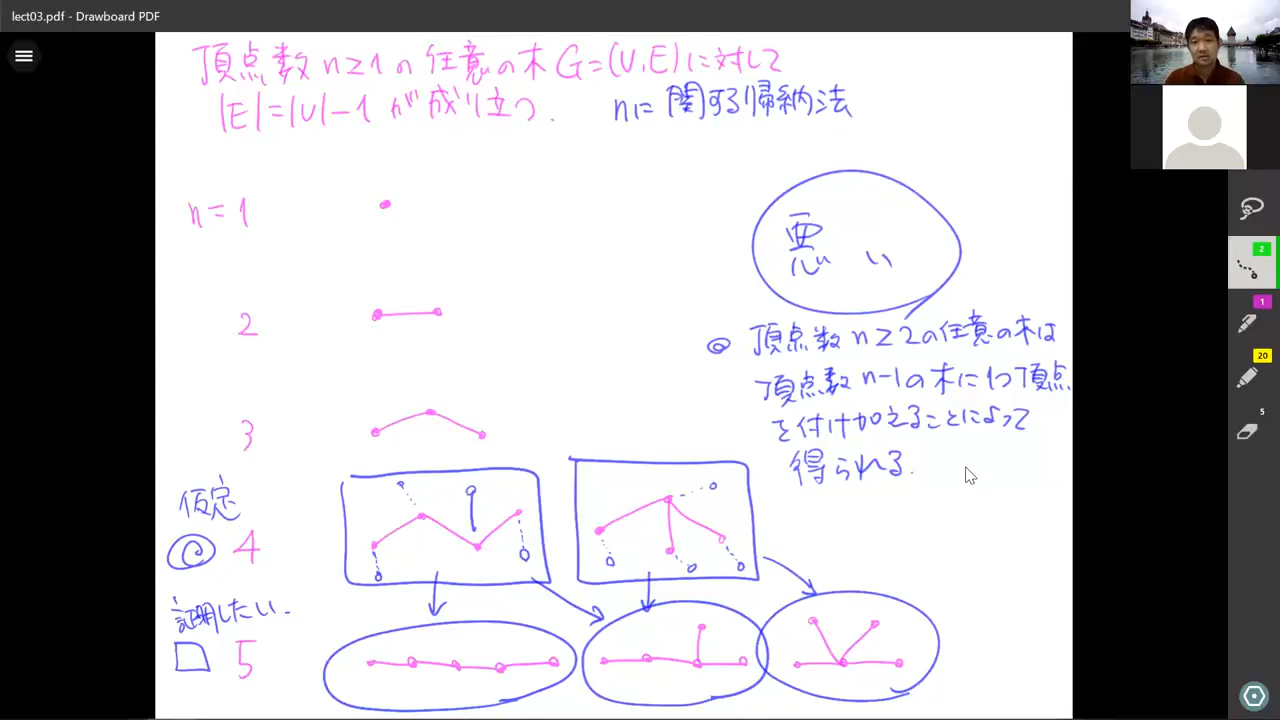 lect03.pdf - Drawboard PDF
頂点数 n≥1 の任意の木 G=(V,E)に対して
|E|=|V|-1 が成り立つ.
nに関する帰納法
n=1
悪い
2
◎ 頂点数 n≥2の任意の木は
頂点数 n-1の木に1つ頂点
を付け加えることによって
得られる.
3
仮定
◎ 4
証明したい.
□ 5
2
1
20
5